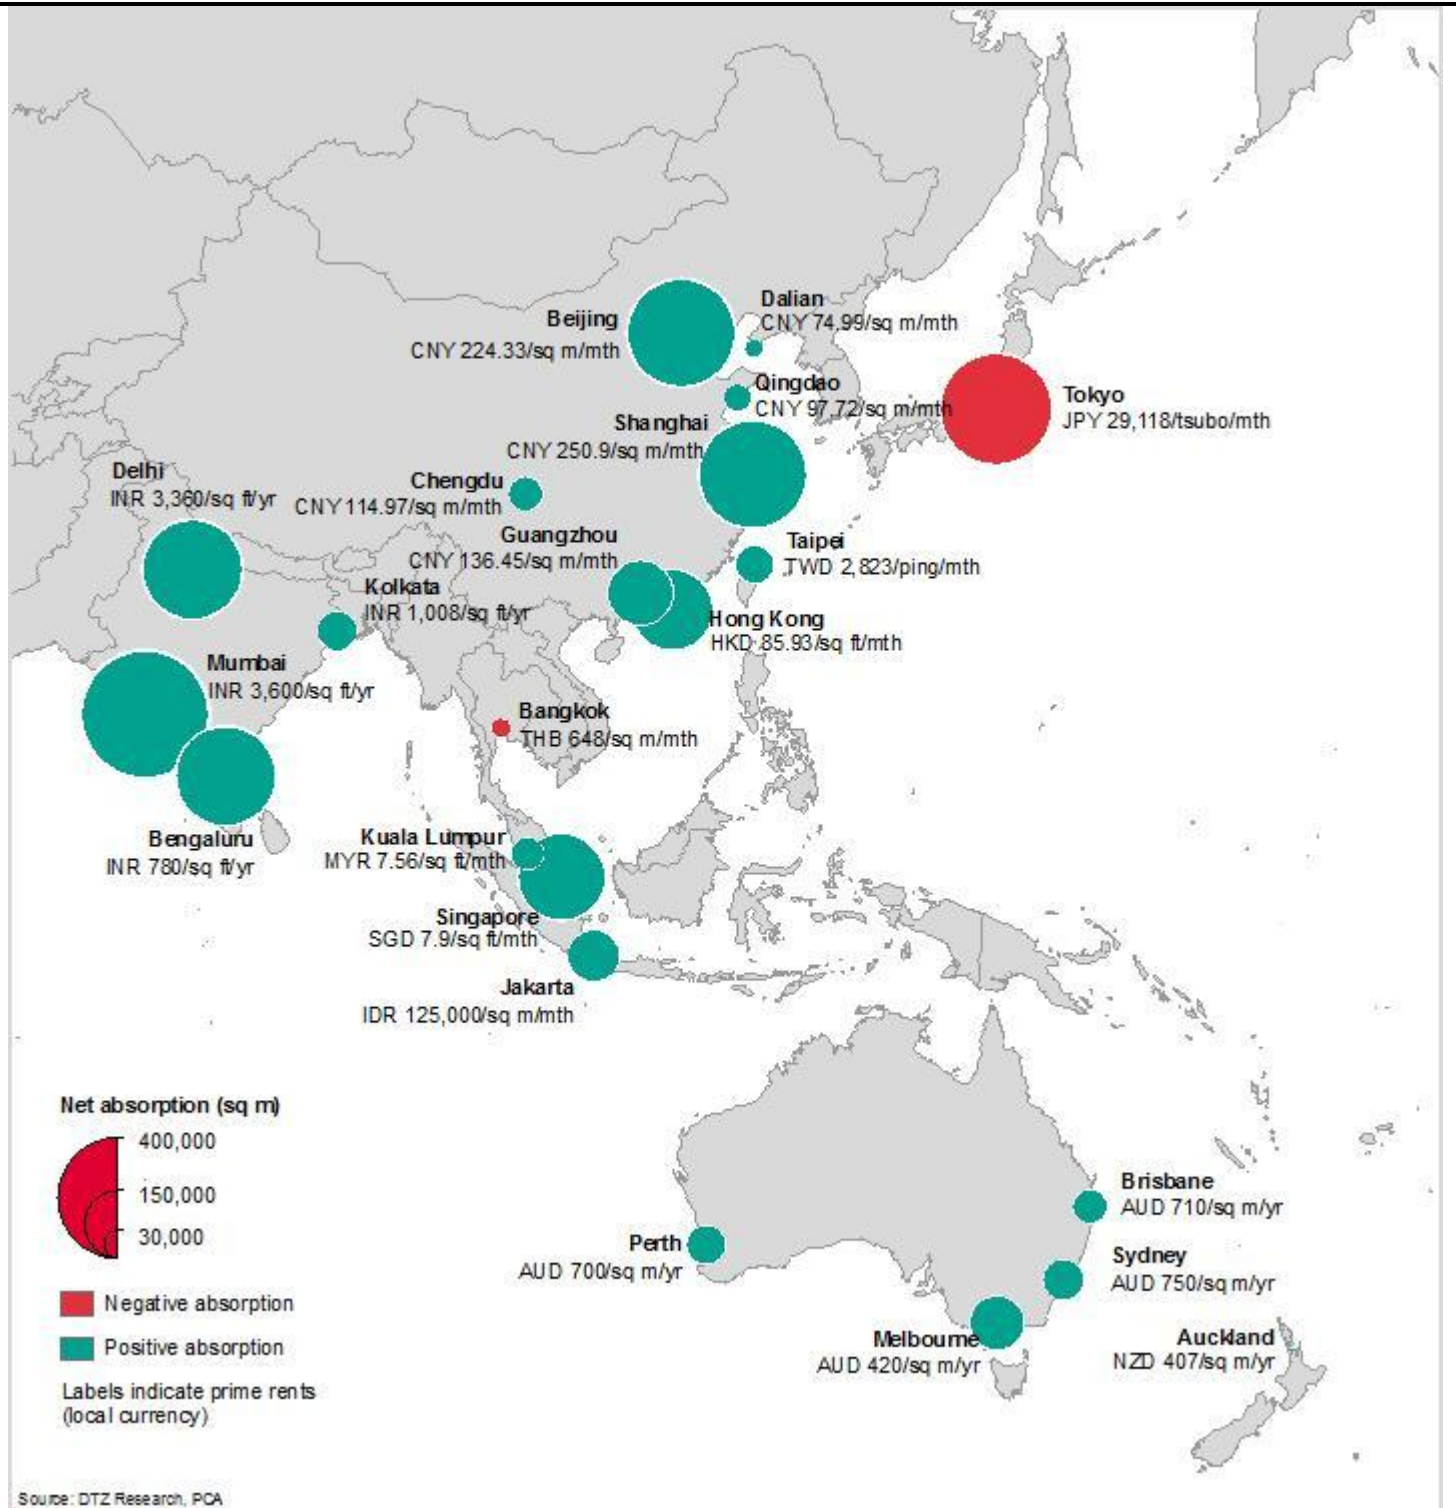 Dalian
CNY 74.99/sq m/mth
Beijing
CNY 224.33/sq m/mth
Qingdao
CNY 97.72/sq m/mth
Tokyo
JPY 29,118/tsubo/mth
Shanghai
CNY 250.9/sq m/mth
Delhi
INR 3,360/sq ft/yr
Chengdu
CNY 114.97/sq m/mth
Guangzhou
CNY 136.45/sq m/mth
Taipei
TWD 2,823/ping/mth
Kolkata
INR 1,008/sq ft/yr
Hong Kong
HKD 85.93/sq ft/mth
Mumbai
INR 3,600/sq ft/yr
Bangkok
THB 648/sq m/mth
Bengaluru
INR 780/sq ft/yr
Kuala Lumpur
MYR 7.56/sq ft/mth
Singapore
SGD 7.9/sq ft/mth
Jakarta
IDR 125,000/sq m/mth
Net absorption (sq m)
400,000
150,000
30,000
Negative absorption
Positive absorption
Labels indicate prime rents
(local currency)
Brisbane
AUD 710/sq m/yr
Perth
AUD 700/sq m/yr
Sydney
AUD 750/sq m/yr
Melbourne
AUD 420/sq m/yr
Auckland
NZD 407/sq m/yr
Source: DTZ Research, PCA